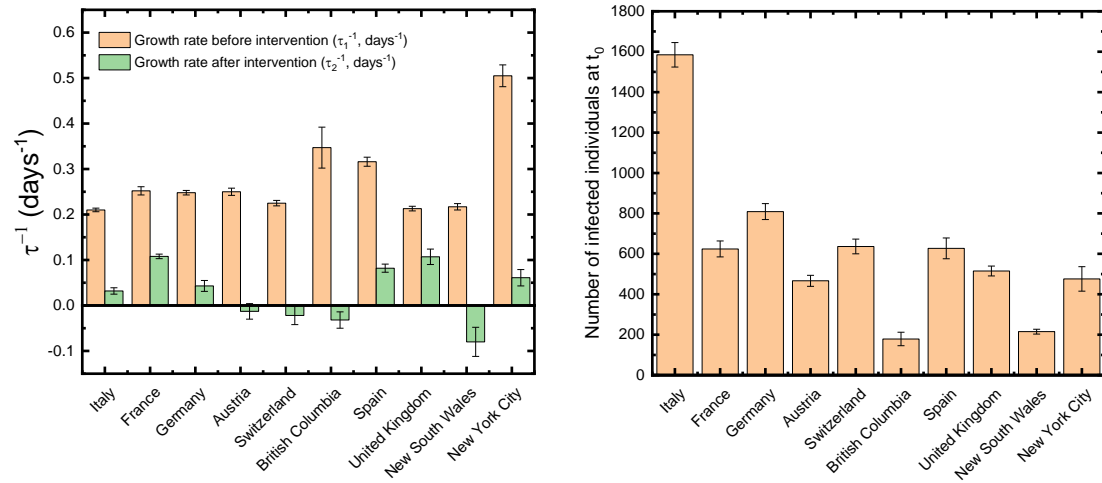 0.6
0.5
0.4
0.3
0.2
0.1
0.0
-0.1
τ⁻¹ (days⁻¹)
Growth rate before intervention (τ₁⁻¹, days⁻¹)
Growth rate after intervention (τ₂⁻¹, days⁻¹)
Italy
France
Germany
Austria
Switzerland
British Columbia
Spain
United Kingdom
New South Wales
New York City
1800
1600
1400
1200
1000
800
600
400
200
0
Number of infected individuals at t₀
Italy
France
Germany
Austria
Switzerland
British Columbia
Spain
United Kingdom
New South Wales
New York City